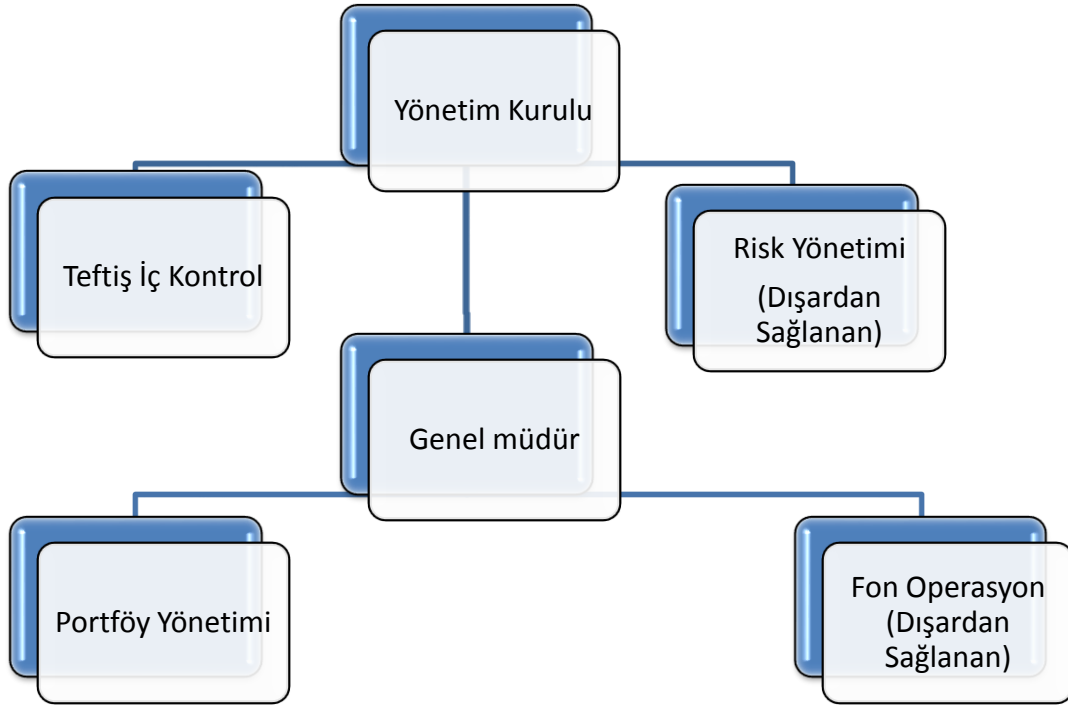 Yönetim Kurulu
Teftiş İç Kontrol
Risk Yönetimi
(Dışardan
Sağlanan)
Genel müdür
Portföy Yönetimi
Fon Operasyon
(Dışardan
Sağlanan)